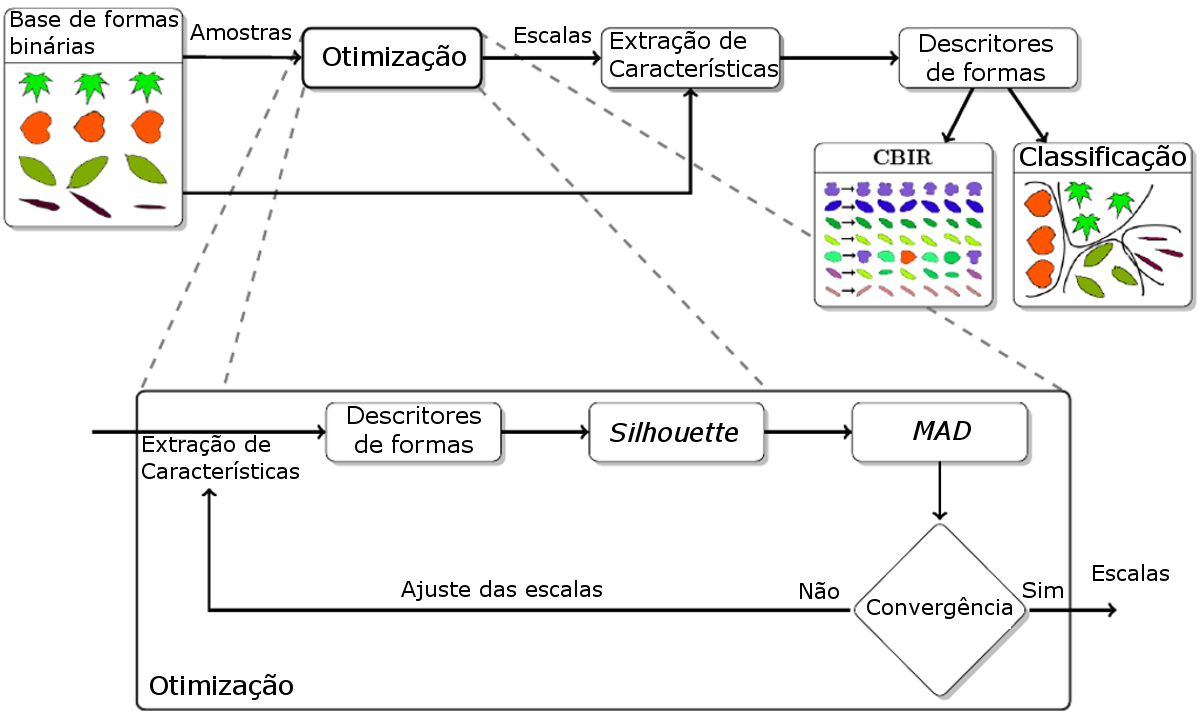 Base de formas
binárias
Amostras
Otimização
Escalas
Extração de
Características
Descritores
de formas
CBIR
Classificação
Extração de
Características
Descritores
de formas
Silhouette
MAD
Convergência
Não
Sim
Escalas
Ajuste das escalas
Otimização